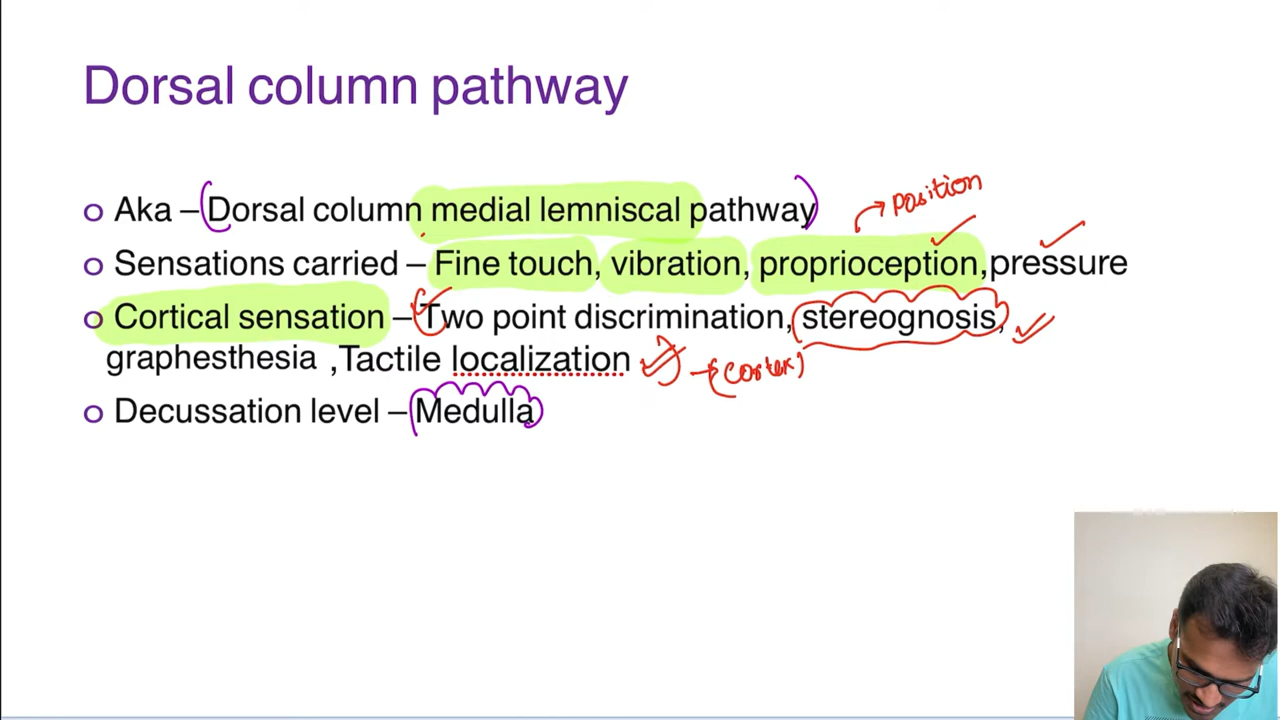 Dorsal column pathway
position
o Aka – Dorsal column medial lemniscal pathway
o Sensations carried – Fine touch, vibration, proprioception,pressure
o Cortical sensation – Two point discrimination, stereognosis,
graphesthesia ,Tactile localization (cortex)
o Decussation level – Medulla